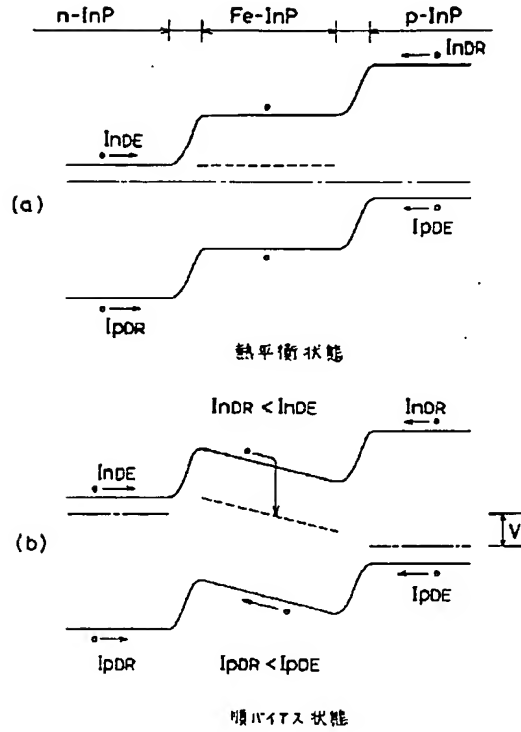 n-InP Fe-InP p-InP
InDR
InDE
(a)
IpDE
IpDR
熱平衡状態
InDR < InDE
InDR
InDE
V
(b)
IpDE
IpDR
IpDR < IpDE
順バイアス状態